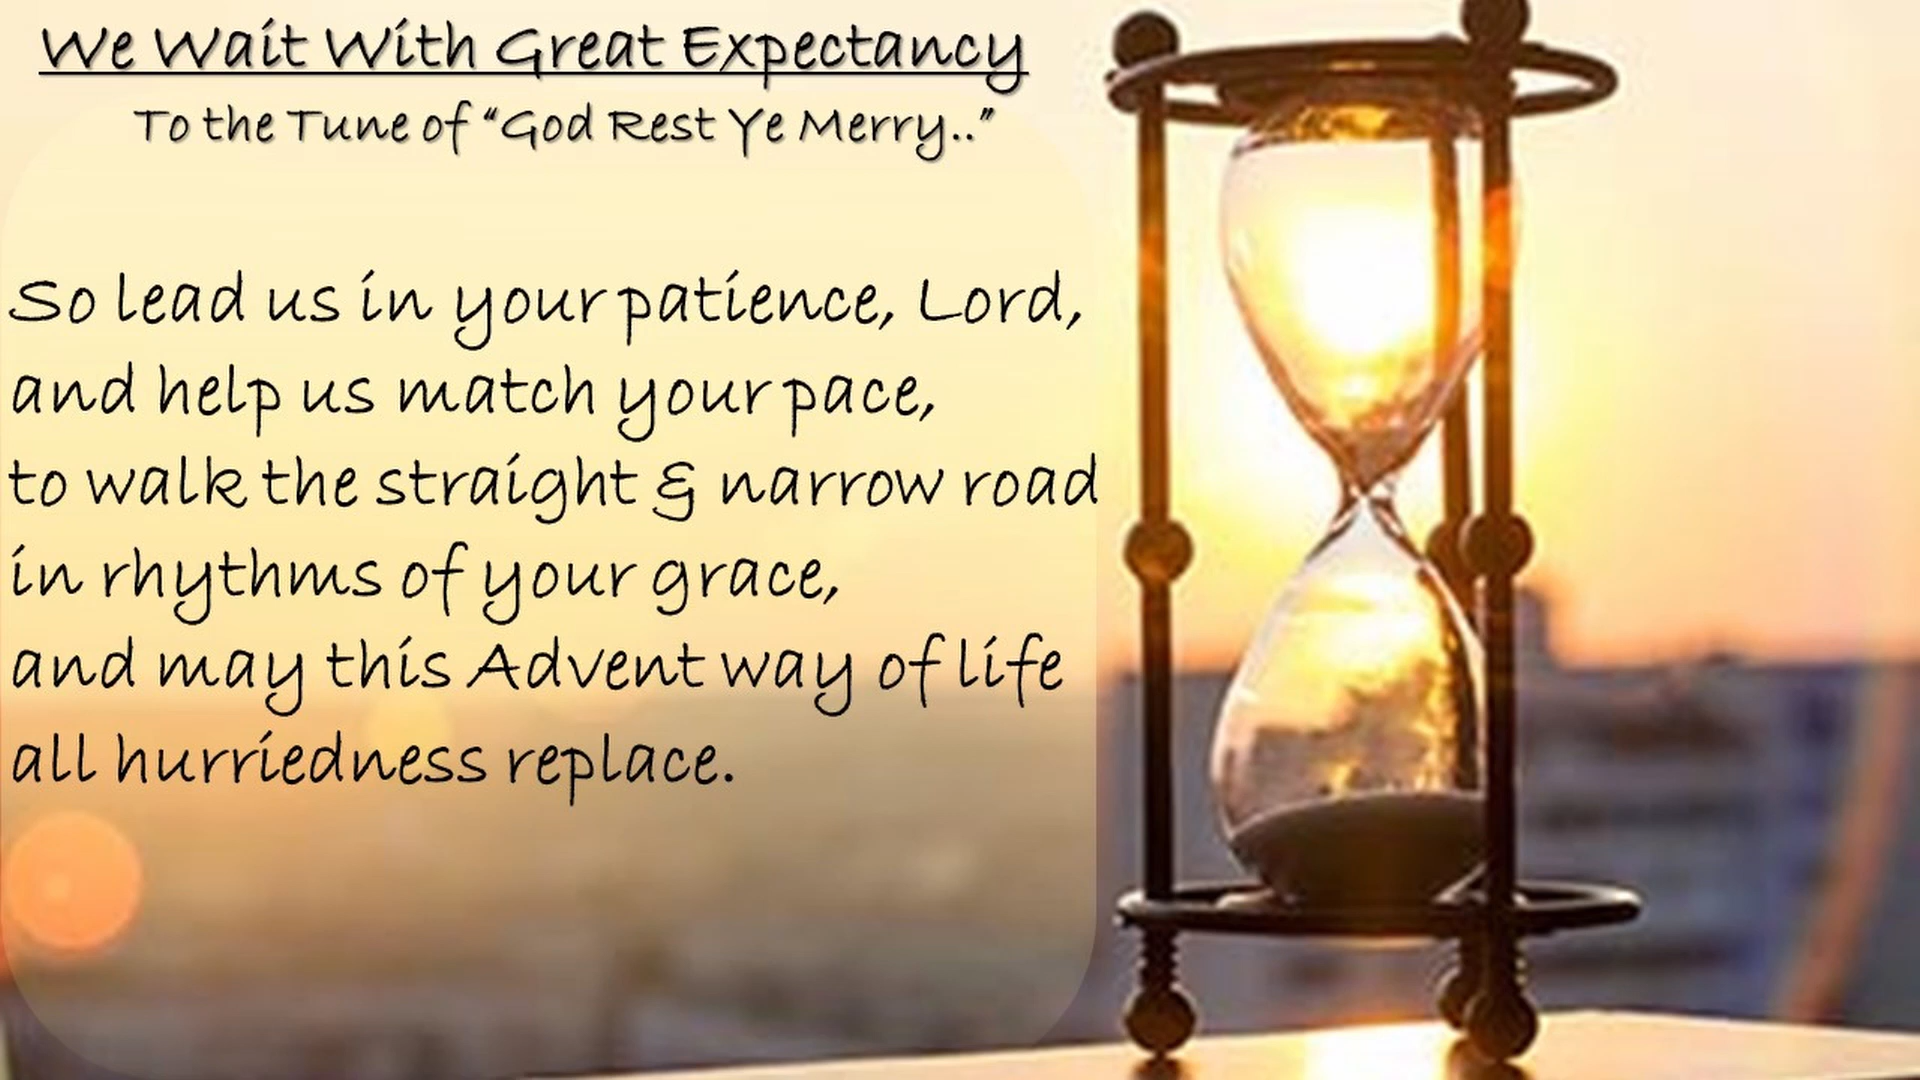 We Wait With Great Expectancy
To the Tune of “God Rest Ye Merry..”
So lead us in your patience, Lord,
and help us match your pace,
to walk the straight & narrow road
in rhythms of your grace,
and may this Advent way of life
all hurriedness replace.